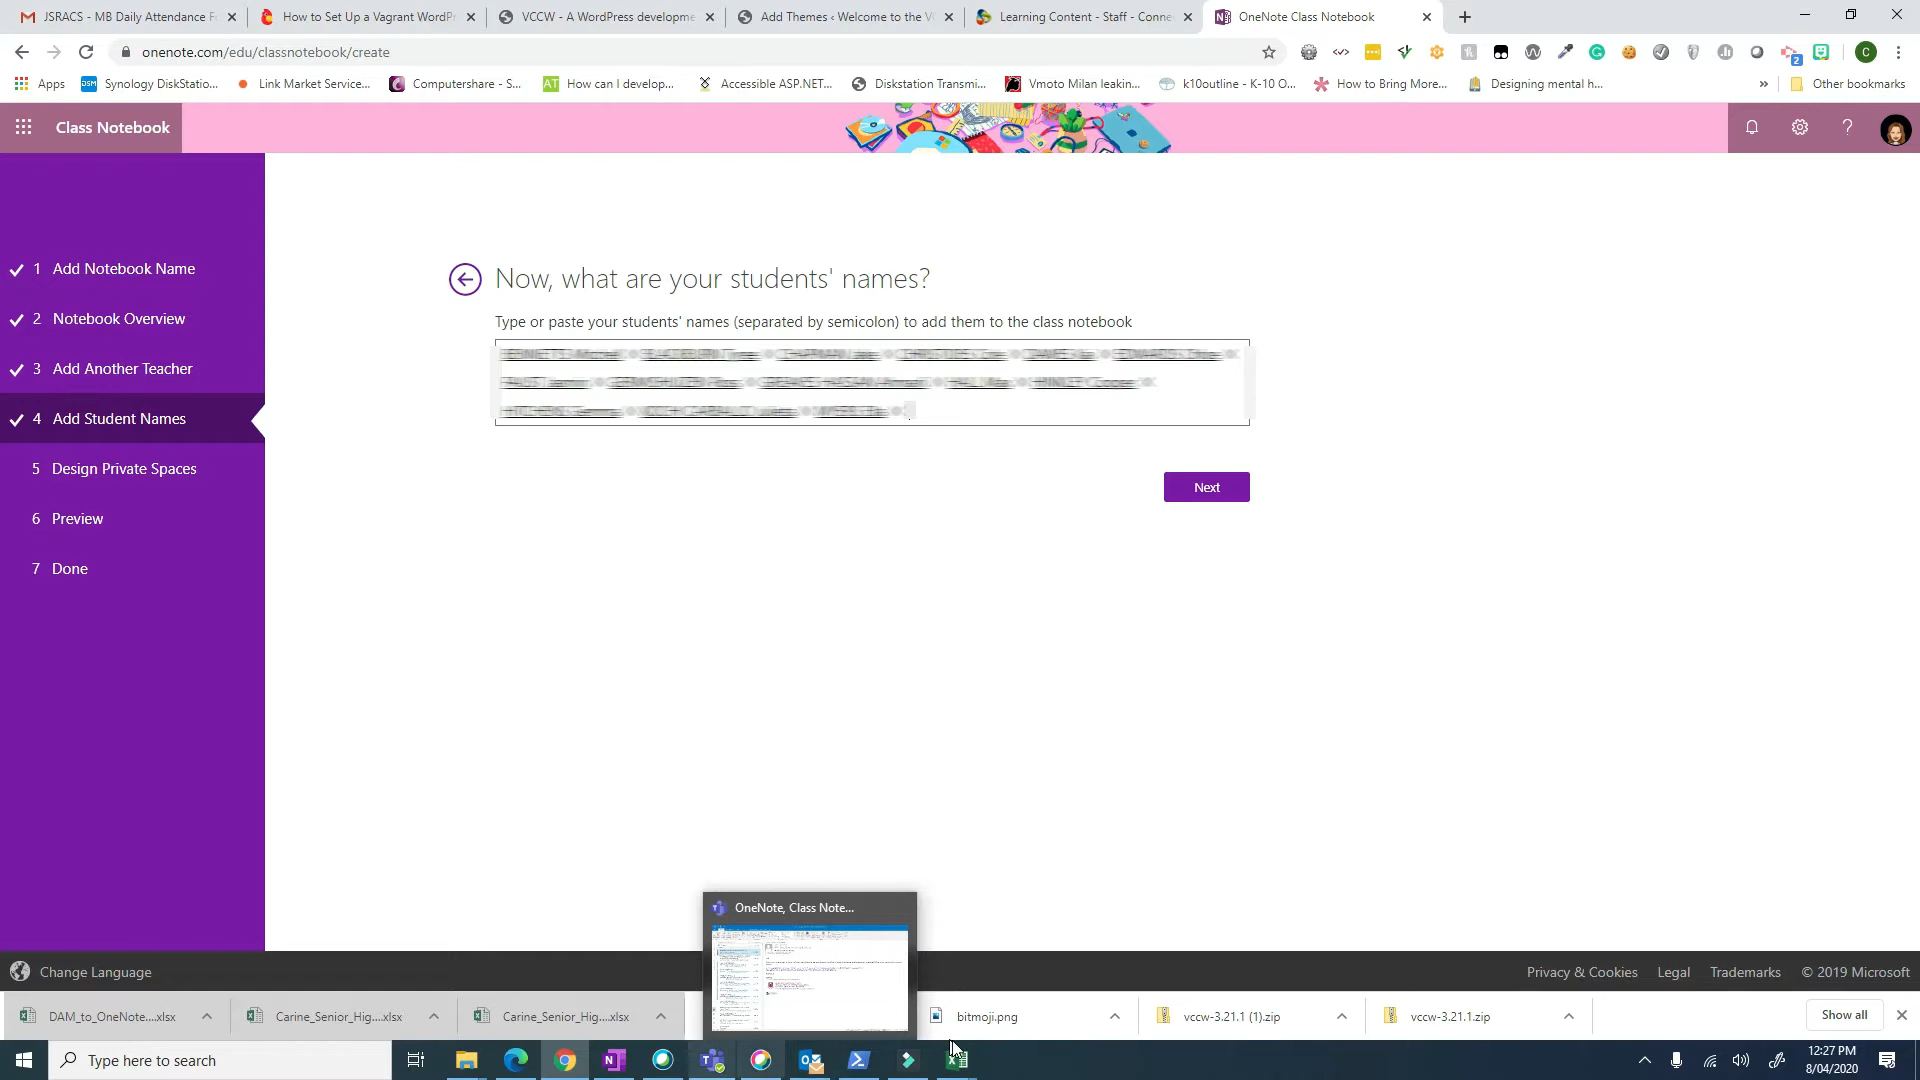 JSRACS - MB Daily Attendance F
How to Set Up a Vagrant WordPr
VCCW - A WordPress developme
Add Themes ‹ Welcome to the V
Learning Content - Staff - Conne
OneNote Class Notebook
onenote.com/edu/classnotebook/create
2
C
Apps
Synology DiskStatio...
Link Market Service...
Computershare - S...
AT
How can I develop...
Accessible ASP.NET...
Diskstation Transmi...
Vmoto Milan leakin...
k10outline - K-10 O...
How to Bring More...
Designing mental h...
»
Other bookmarks
Class Notebook
?
1 Add Notebook Name
2 Notebook Overview
3 Add Another Teacher
4 Add Student Names
5 Design Private Spaces
6 Preview
7 Done
Now, what are your students' names?
Type or paste your students' names (separated by semicolon) to add them to the class notebook
Next
OneNote, Class Note...
Change Language
Privacy & Cookies
Legal
Trademarks
© 2019 Microsoft
DAM_to_OneNote....xlsx
Carine_Senior_Hig....xlsx
Carine_Senior_Hig....xlsx
bitmoji.png
vccw-3.21.1 (1).zip
vccw-3.21.1.zip
Show all
Type here to search
12:27 PM
8/04/2020